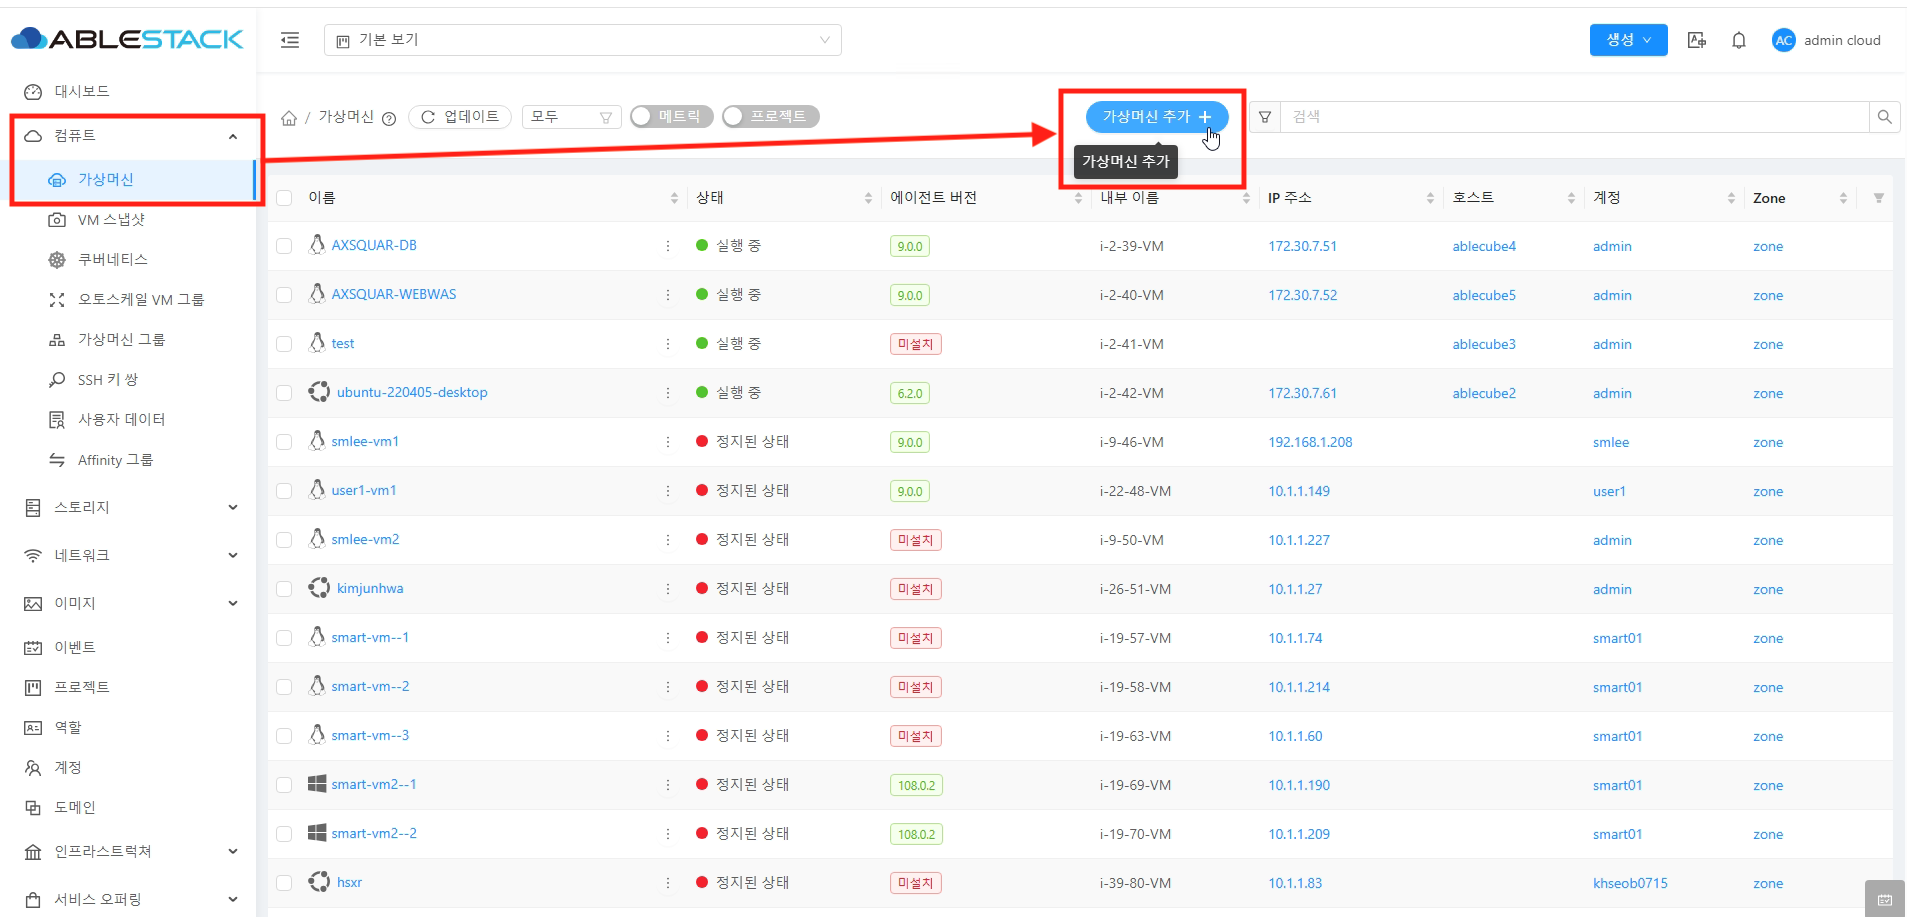 ABLESTACK
기본 보기
생성
AC
admin cloud
대시보드
컴퓨트
가상머신
VM 스냅샷
쿠버네티스
오토스케일 VM 그룹
가상머신 그룹
SSH 키 쌍
사용자 데이터
Affinity 그룹
스토리지
네트워크
이미지
이벤트
프로젝트
역할
계정
도메인
인프라스트럭쳐
서비스 오퍼링
/ 가상머신
업데이트
모두
메트릭
프로젝트
가상머신 추가 +
검색
가상머신 추가
이름 상태 에이전트 버전 내부 이름 IP 주소 호스트 계정 Zone
AXSQUAR-DB 실행 중 9.0.0 i-2-39-VM 172.30.7.51 ablecube4 admin zone
AXSQUAR-WEBWAS 실행 중 9.0.0 i-2-40-VM 172.30.7.52 ablecube5 admin zone
test 실행 중 미설치 i-2-41-VM ablecube3 admin zone
ubuntu-220405-desktop 실행 중 6.2.0 i-2-42-VM 172.30.7.61 ablecube2 admin zone
smlee-vm1 정지된 상태 9.0.0 i-9-46-VM 192.168.1.208 smlee zone
user1-vm1 정지된 상태 9.0.0 i-22-48-VM 10.1.1.149 user1 zone
smlee-vm2 정지된 상태 미설치 i-9-50-VM 10.1.1.227 admin zone
kimjunhwa 정지된 상태 미설치 i-26-51-VM 10.1.1.27 admin zone
smart-vm--1 정지된 상태 미설치 i-19-57-VM 10.1.1.74 smart01 zone
smart-vm--2 정지된 상태 미설치 i-19-58-VM 10.1.1.214 smart01 zone
smart-vm--3 정지된 상태 미설치 i-19-63-VM 10.1.1.60 smart01 zone
smart-vm2--1 정지된 상태 108.0.2 i-19-69-VM 10.1.1.190 smart01 zone
smart-vm2--2 정지된 상태 108.0.2 i-19-70-VM 10.1.1.209 smart01 zone
hsxr 정지된 상태 미설치 i-39-80-VM 10.1.1.83 khseob0715 zone